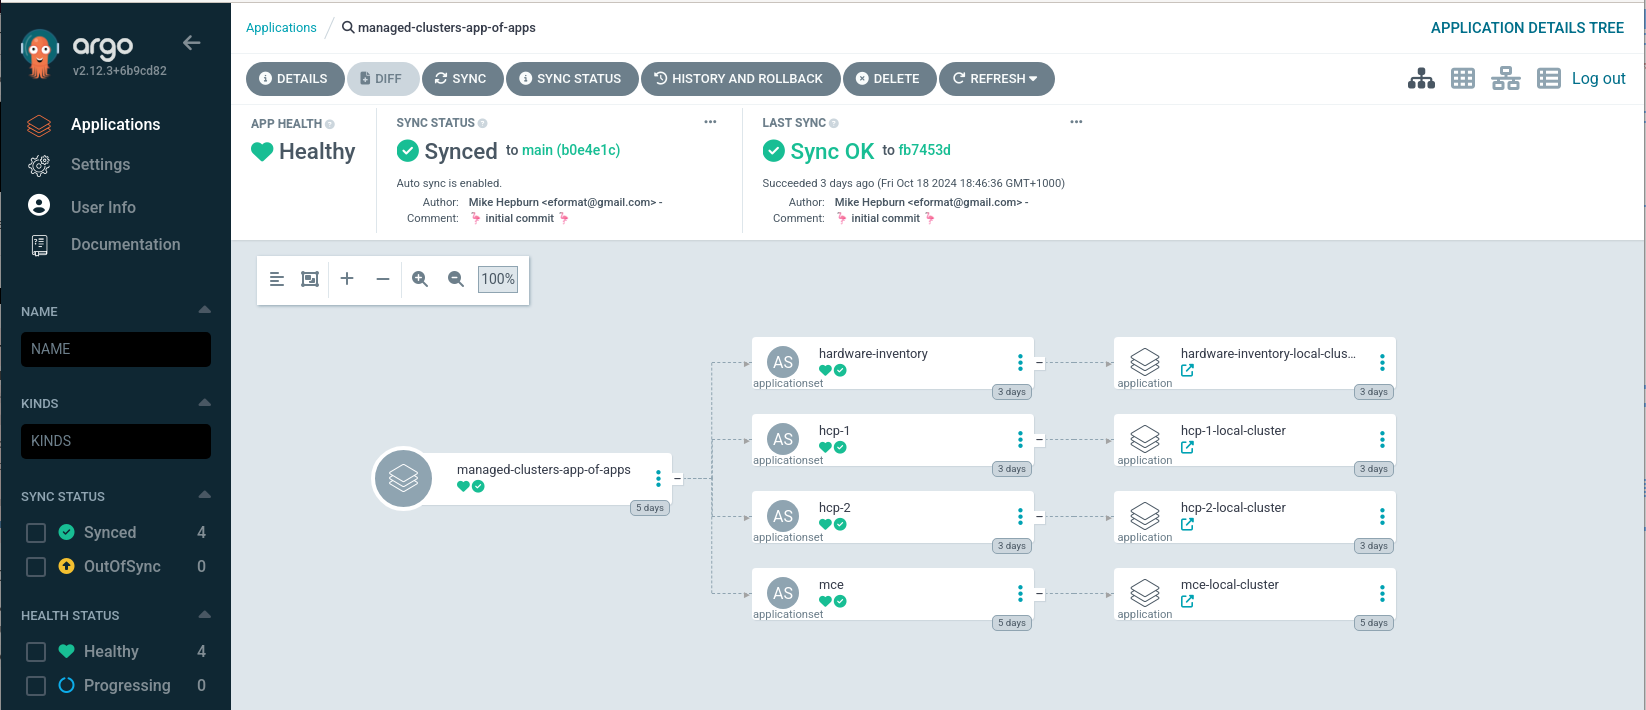 argo
v2.12.3+6b9cd82
Applications
Settings
User Info
Documentation
NAME
NAME
KINDS
KINDS
SYNC STATUS
Synced 4
OutOfSync 0
HEALTH STATUS
Healthy 4
Progressing 0
Applications / managed-clusters-app-of-apps
APPLICATION DETAILS TREE
DETAILS DIFF SYNC SYNC STATUS HISTORY AND ROLLBACK DELETE REFRESH
Log out
APP HEALTH
Healthy
SYNC STATUS
Synced to main (b0e4e1c)
Auto sync is enabled.
Author: Mike Hepburn <eformat@gmail.com> -
Comment: 🦩 initial commit 🦩
LAST SYNC
Sync OK to fb7453d
Succeeded 3 days ago (Fri Oct 18 2024 18:46:36 GMT+1000)
Author: Mike Hepburn <eformat@gmail.com> -
Comment: 🦩 initial commit 🦩
100%
managed-clusters-app-of-apps
5 days
AS
hardware-inventory
applicationset
3 days
hardware-inventory-local-clus...
application
3 days
AS
hcp-1
applicationset
3 days
hcp-1-local-cluster
application
3 days
AS
hcp-2
applicationset
3 days
hcp-2-local-cluster
application
3 days
AS
mce
applicationset
5 days
mce-local-cluster
application
5 days